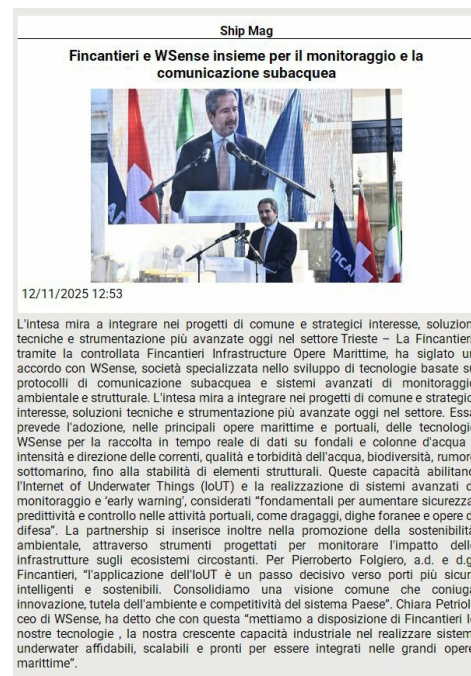 Ship Mag
Fincantieri e WSense insieme per il monitoraggio e la
comunicazione subacquea
12/11/2025 12:53
L'intesa mira a integrare nei progetti di comune e strategici interesse, soluzion
tecniche e strumentazione più avanzate oggi nel settore Trieste – La Fincantieri
tramite la controllata Fincantieri Infrastructure Opere Marittime, ha siglato un
accordo con WSense, società specializzata nello sviluppo di tecnologie basate su
protocolli di comunicazione subacquea e sistemi avanzati di monitoraggio
ambientale e strutturale. L'intesa mira a integrare nei progetti di comune e strategic
interesse, soluzioni tecniche e strumentazione più avanzate oggi nel settore. Essa
prevede l'adozione, nelle principali opere marittime e portuali, delle tecnologie
WSense per la raccolta in tempo reale di dati su fondali e colonne d'acqua
intensità e direzione delle correnti, qualità e torbidità dell'acqua, biodiversità, rumore
sottomarino, fino alla stabilità di elementi strutturali. Queste capacità abilitano
l'Internet of Underwater Things (IoUT) e la realizzazione di sistemi avanzati d
monitoraggio e ‘early warning’, considerati “fondamentali per aumentare sicurezza
predittività e controllo nelle attività portuali, come dragaggi, dighe foranee e opere d
difesa”. La partnership si inserisce inoltre nella promozione della sostenibilità
ambientale, attraverso strumenti progettati per monitorare l'impatto delle
infrastrutture sugli ecosistemi circostanti. Per Pierroberto Folgiero, a.d. e d.g
Fincantieri, “l'applicazione dell'IoUT è un passo decisivo verso porti più sicuri
intelligenti e sostenibili. Consolidiamo una visione comune che coniuga
innovazione, tutela dell'ambiente e competitività del sistema Paese”. Chiara Petriol
ceo di WSense, ha detto che con questa “mettiamo a disposizione di Fincantieri le
nostre tecnologie , la nostra crescente capacità industriale nel realizzare sistem
underwater affidabili, scalabili e pronti per essere integrati nelle grandi opere
marittime”.